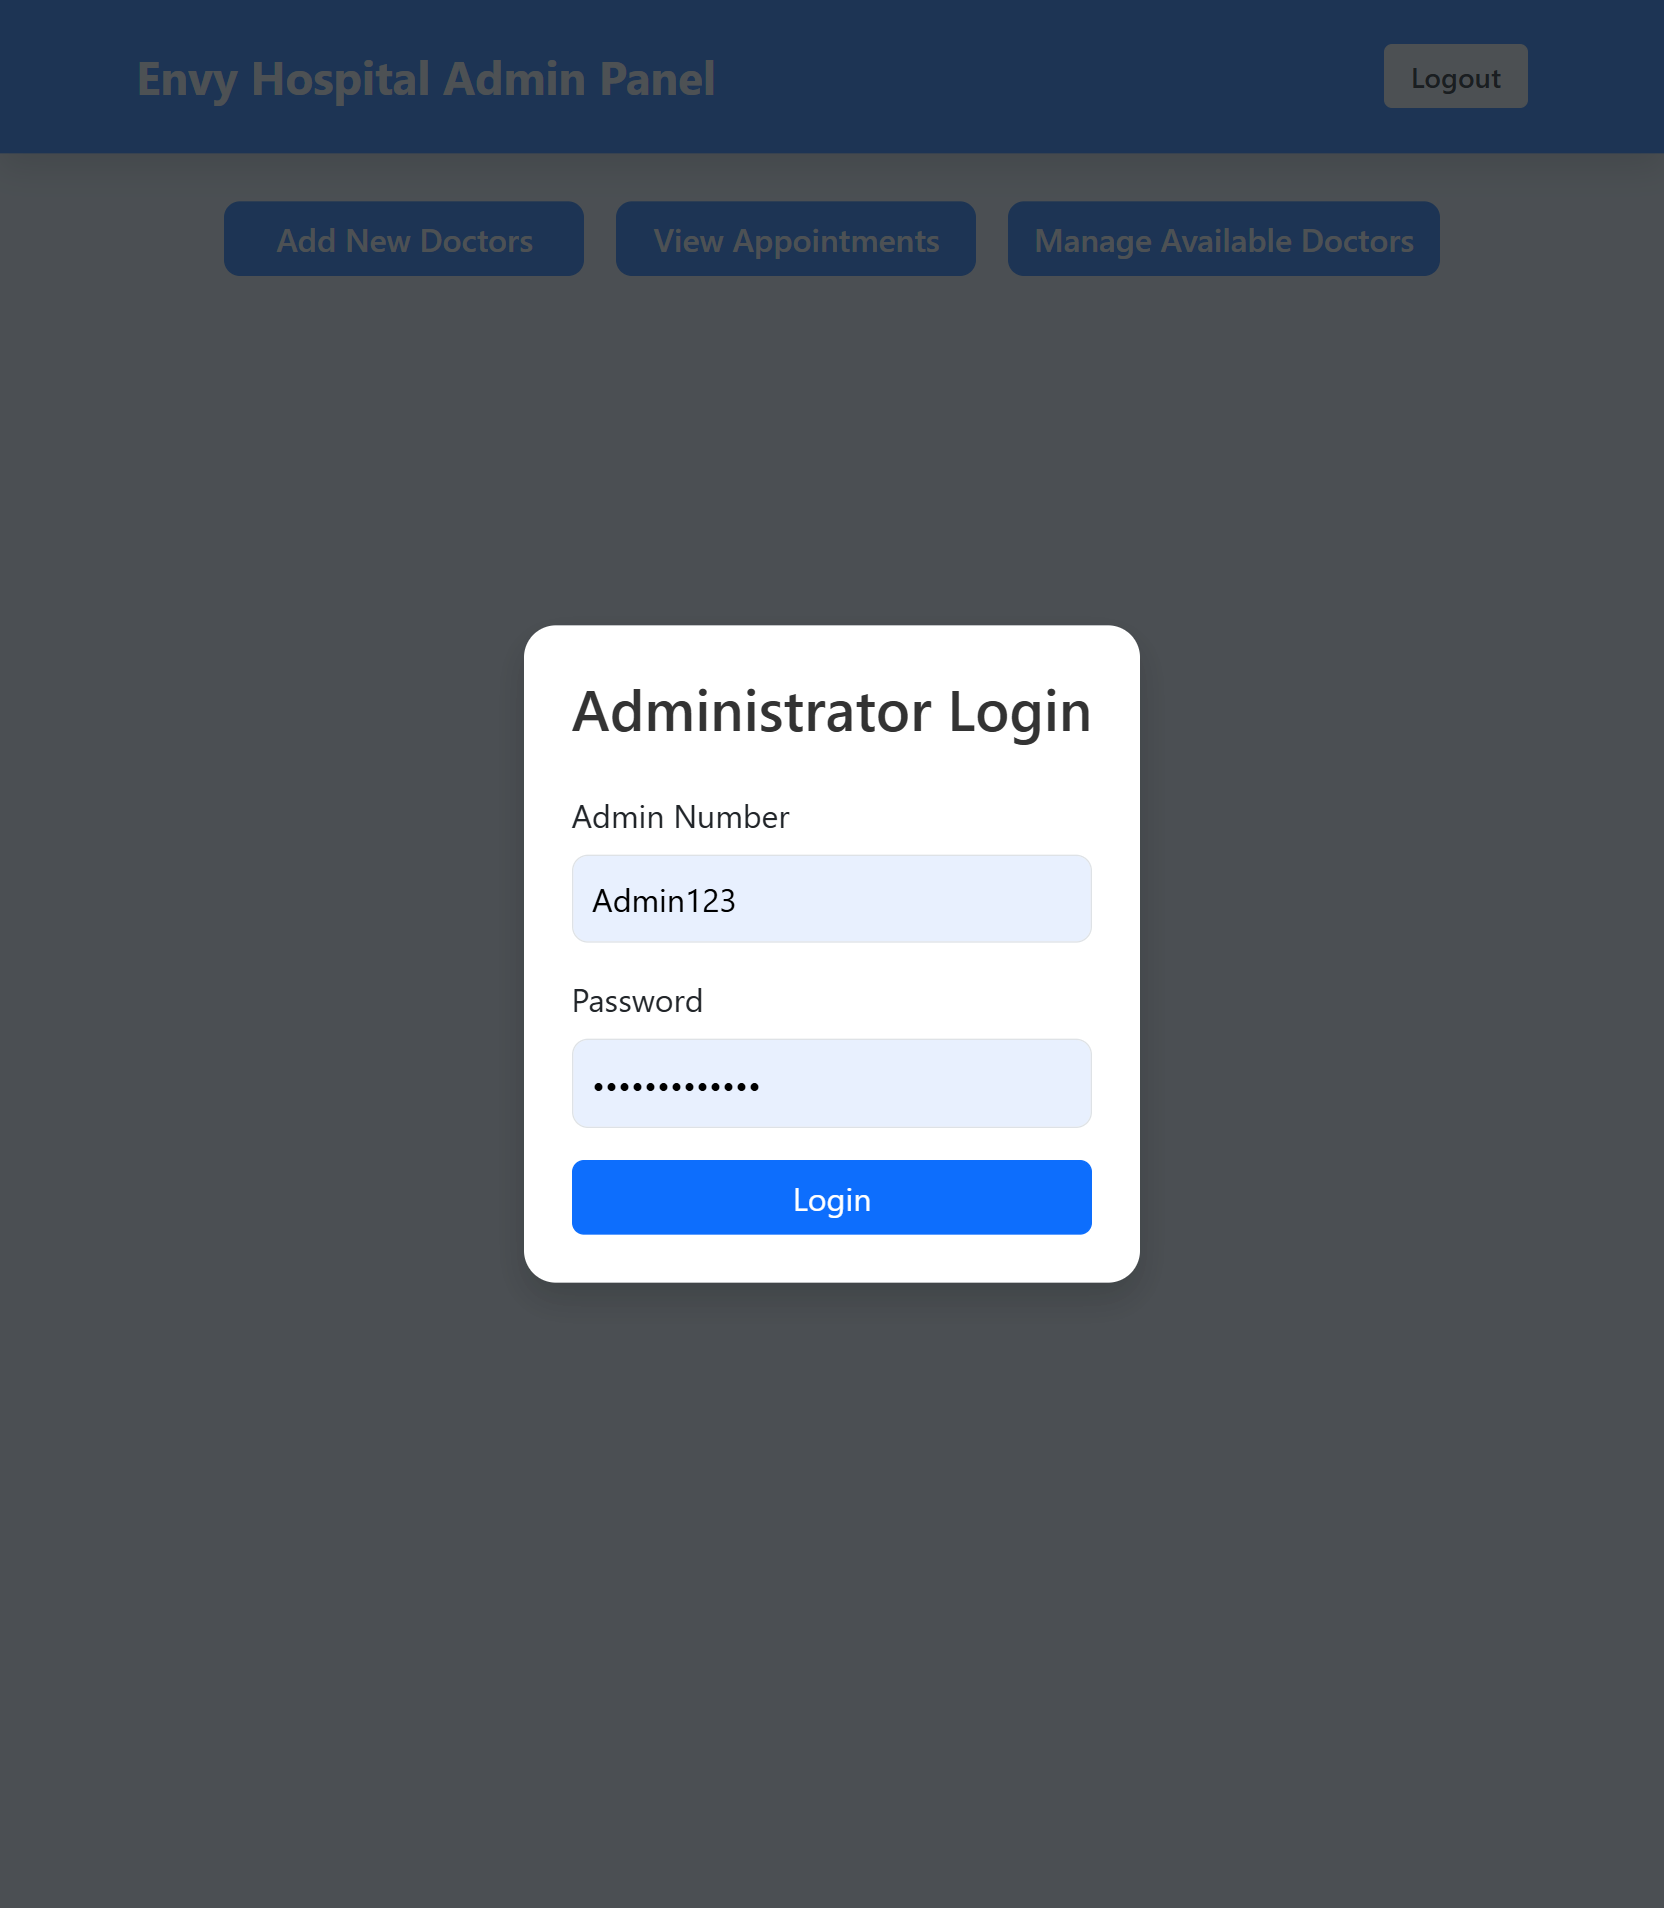 Envy Hospital Admin Panel
Logout
Add New Doctors
View Appointments
Manage Available Doctors
Administrator Login
Admin Number
Admin123
Password
•••••••••••••
Login